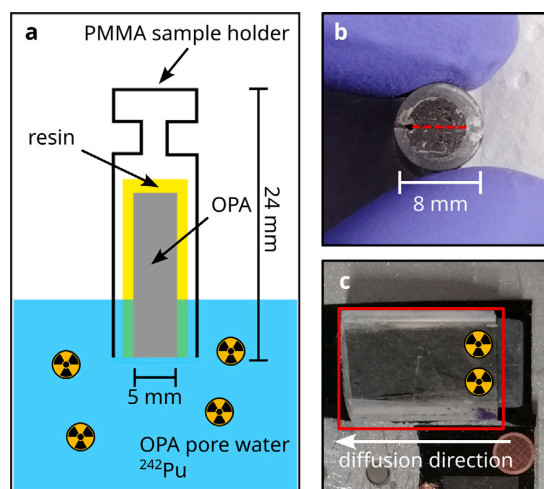 a
PMMA sample holder
resin
OPA
24 mm
5 mm
OPA pore water
²⁴²Pu
b
8 mm
c
diffusion direction